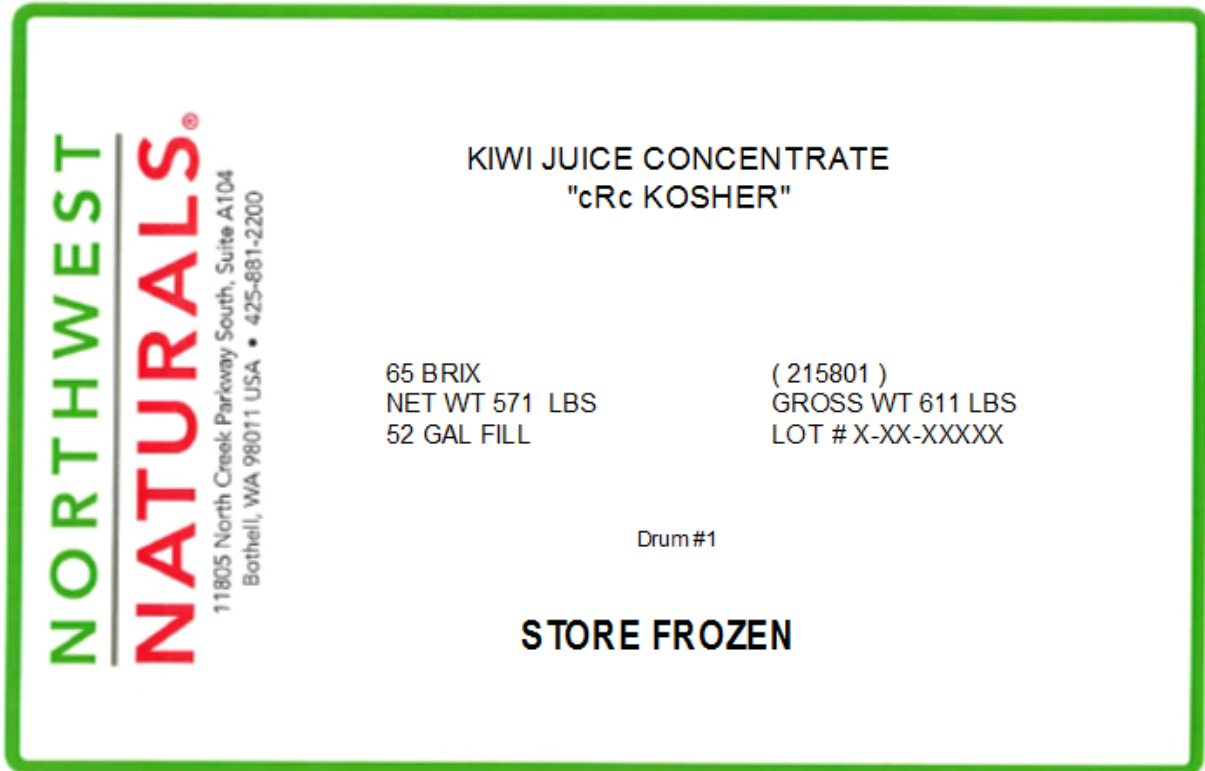 NORTHWEST
NATURALS®
11805 North Creek Parkway South, Suite A104
Bothell, WA 98011 USA • 425-881-2200
KIWI JUICE CONCENTRATE
"cRc KOSHER"
65 BRIX
NET WT 571 LBS
52 GAL FILL
( 215801 )
GROSS WT 611 LBS
LOT # X-XX-XXXXX
Drum #1
STORE FROZEN